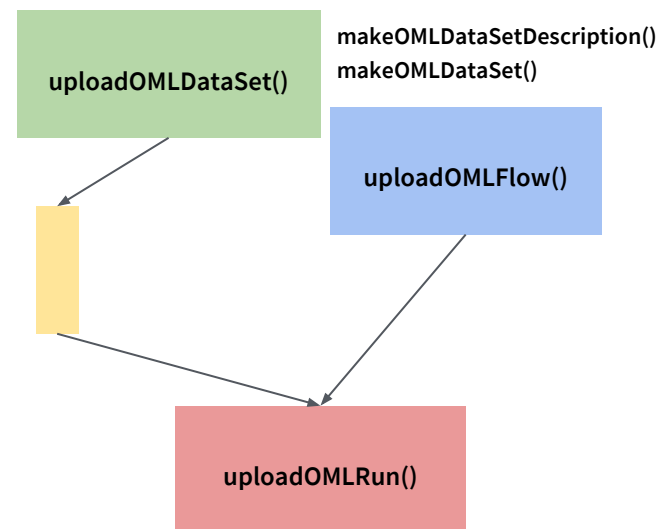 makeOMLDataSetDescription()
makeOMLDataSet()
uploadOMLDataSet()
uploadOMLFlow()
uploadOMLRun()